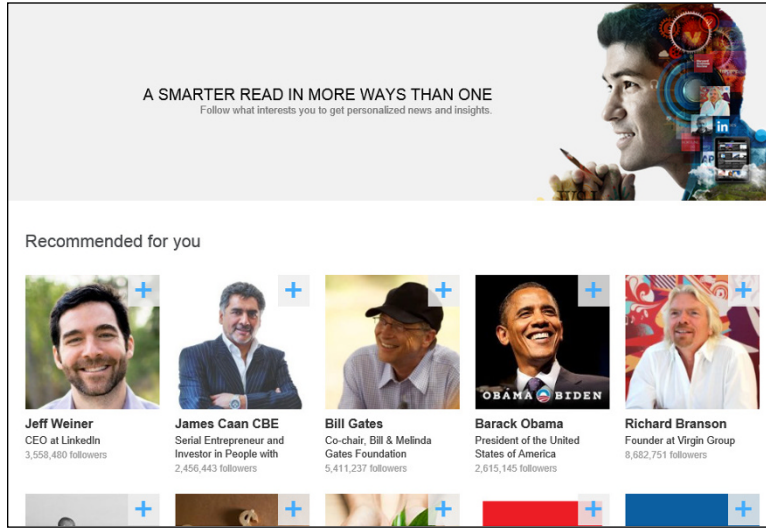 A SMARTER READ IN MORE WAYS THAN ONE
Follow what interests you to get personalized news and insights.
in
Recommended for you
OBAMA BIDEN
Jeff Weiner
CEO at LinkedIn
3,558,480 followers
James Caan CBE
Serial Entrepreneur and
Investor in People with
2,456,443 followers
Bill Gates
Co-chair, Bill & Melinda
Gates Foundation
5,411,237 followers
Barack Obama
President of the United
States of America
2,615,145 followers
Richard Branson
Founder at Virgin Group
8,682,751 followers